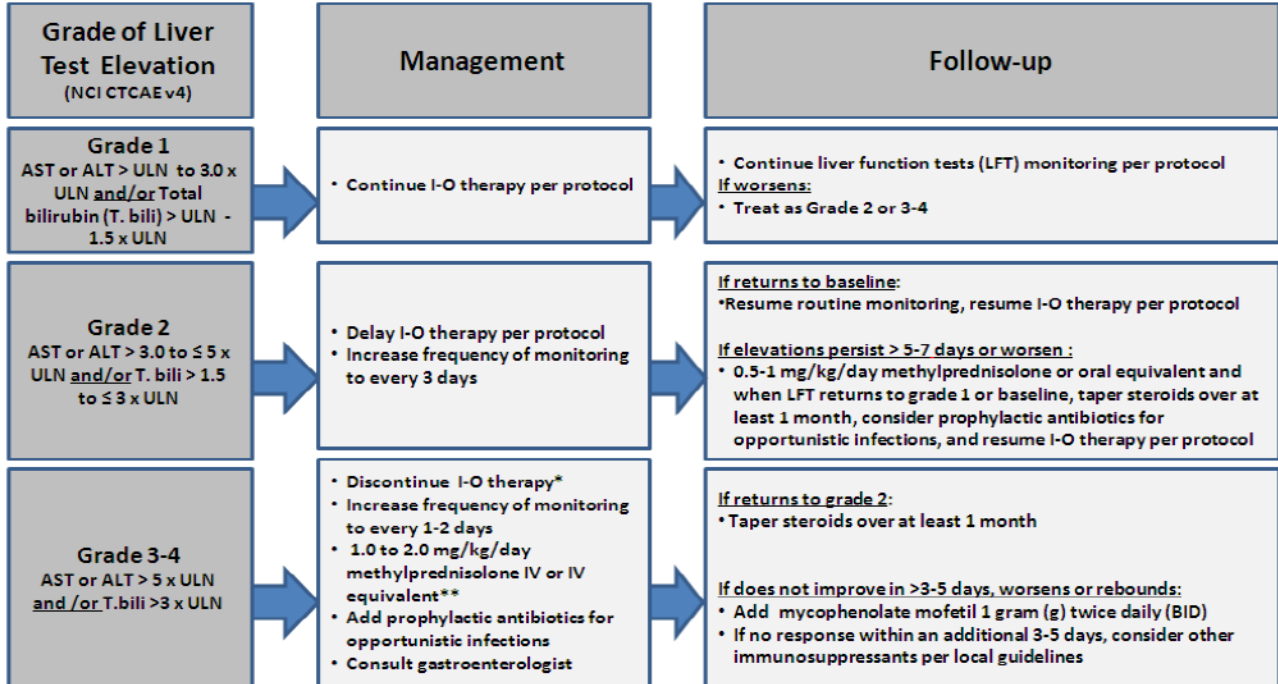 Grade of Liver
Test Elevation
(NCI CTCAE v4)
Management
Follow-up
Grade 1
AST or ALT > ULN to 3.0 x
ULN and/or Total
bilirubin (T. bili) > ULN -
1.5 x ULN
• Continue I-O therapy per protocol
• Continue liver function tests (LFT) monitoring per protocol
If worsens:
• Treat as Grade 2 or 3-4
Grade 2
AST or ALT > 3.0 to ≤ 5 x
ULN and/or T. bili > 1.5
to ≤ 3 x ULN
• Delay I-O therapy per protocol
• Increase frequency of monitoring
to every 3 days
If returns to baseline:
•Resume routine monitoring, resume I-O therapy per protocol
If elevations persist > 5-7 days or worsen :
• 0.5-1 mg/kg/day methylprednisolone or oral equivalent and
when LFT returns to grade 1 or baseline, taper steroids over at
least 1 month, consider prophylactic antibiotics for
opportunistic infections, and resume I-O therapy per protocol
Grade 3-4
AST or ALT > 5 x ULN
and /or T.bili >3 x ULN
• Discontinue I-O therapy*
• Increase frequency of monitoring
to every 1-2 days
• 1.0 to 2.0 mg/kg/day
methylprednisolone IV or IV
equivalent**
• Add prophylactic antibiotics for
opportunistic infections
• Consult gastroenterologist
If returns to grade 2:
• Taper steroids over at least 1 month
If does not improve in >3-5 days, worsens or rebounds:
• Add mycophenolate mofetil 1 gram (g) twice daily (BID)
• If no response within an additional 3-5 days, consider other
immunosuppressants per local guidelines